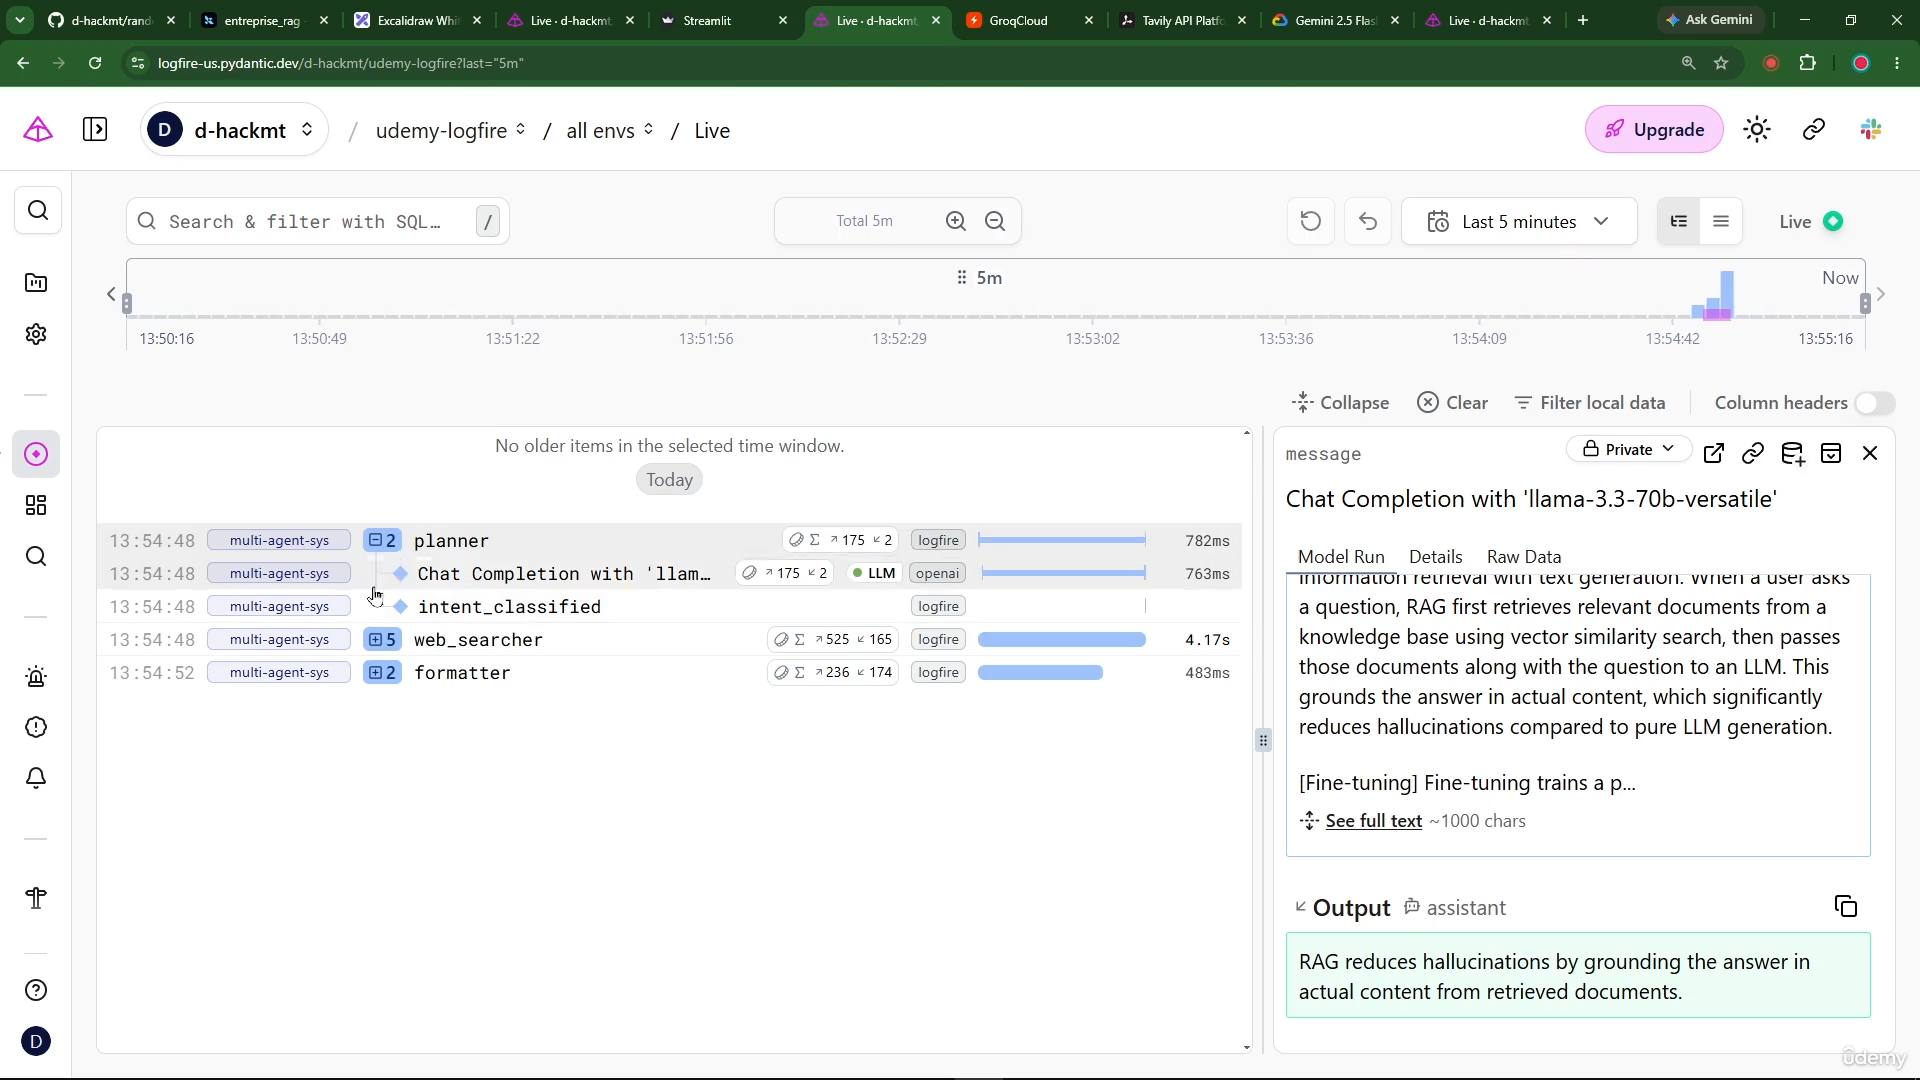 d-hackmt/rand
entreprise_rag
Excalidraw Whi
Live · d-hackmt
Streamlit
Live · d-hackmt
GroqCloud
Tavily API Platfo
Gemini 2.5 Flas
Live · d-hackmt
Ask Gemini
logfire-us.pydantic.dev/d-hackmt/udemy-logfire?last="5m"
D d-hackmt / udemy-logfire / all envs / Live
Upgrade
Search & filter with SQL… /
Total 5m
Last 5 minutes
Live
5m
Now
13:50:16 13:50:49 13:51:22 13:51:56 13:52:29 13:53:02 13:53:36 13:54:09 13:54:42 13:55:16
Collapse Clear Filter local data Column headers
No older items in the selected time window.
Today
13:54:48 multi-agent-sys 2 planner Σ ↗175 ↙2 logfire 782ms
13:54:48 multi-agent-sys Chat Completion with 'llam… ↗175 ↙2 LLM openai 763ms
13:54:48 multi-agent-sys intent_classified logfire
13:54:48 multi-agent-sys 5 web_searcher Σ ↗525 ↙165 logfire 4.17s
13:54:52 multi-agent-sys 2 formatter Σ ↗236 ↙174 logfire 483ms
message
Private
Chat Completion with 'llama-3.3-70b-versatile'
Model Run Details Raw Data
information retrieval with text generation. When a user asks
a question, RAG first retrieves relevant documents from a
knowledge base using vector similarity search, then passes
those documents along with the question to an LLM. This
grounds the answer in actual content, which significantly
reduces hallucinations compared to pure LLM generation.
[Fine-tuning] Fine-tuning trains a p...
See full text ~1000 chars
↙ Output assistant
RAG reduces hallucinations by grounding the answer in
actual content from retrieved documents.
D
ûdemy